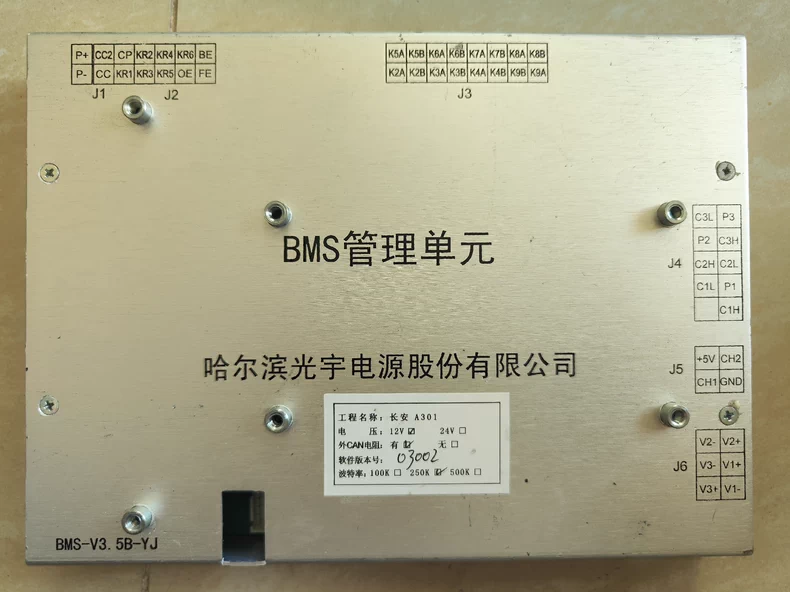 P+ CC2 CP KR2 KR4 KR6 BE
P- CC KR1 KR3 KR5 OE FE
J1 J2
K5A K5B K6A K6B K7A K7B K8A K8B
K2A K2B K3A K3B K4A K4B K9B K9A
J3
BMS管理单元
哈尔滨光宇电源股份有限公司
C3L P3
P2 C3H
C2H C2L
C1L P1
C1H
J4
+5V CH2
CH1 GND
J5
V2- V2+
V3- V1+
V3+ V1-
J6
工程名称: 长安 A301
电 压: 12V☑ 24V☐
外CAN电阻: 有☑ 无☐
软件版本号: 03002
波特率: 100K☐ 250K☑ 500K☐
BMS-V3.5B-YJ